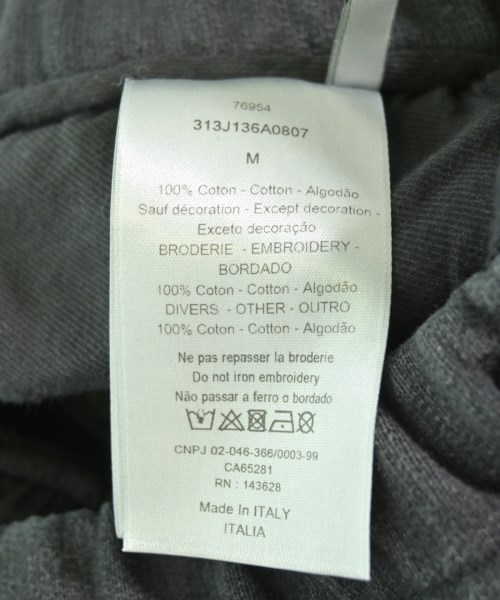 76954
313J136A0807
M
100% Coton - Cotton - Algodão
Sauf décoration - Except decoration -
Exceto decoração
BRODERIE - EMBROIDERY -
BORDADO
100% Coton - Cotton - Algodão
DIVERS - OTHER - OUTRO
100% Coton - Cotton - Algodão
Ne pas repasser la broderie
Do not iron embroidery
Não passar a ferro o bordado
CNPJ 02-046-366/0003-99
CA65281
RN : 143628
Made In ITALY
ITALIA